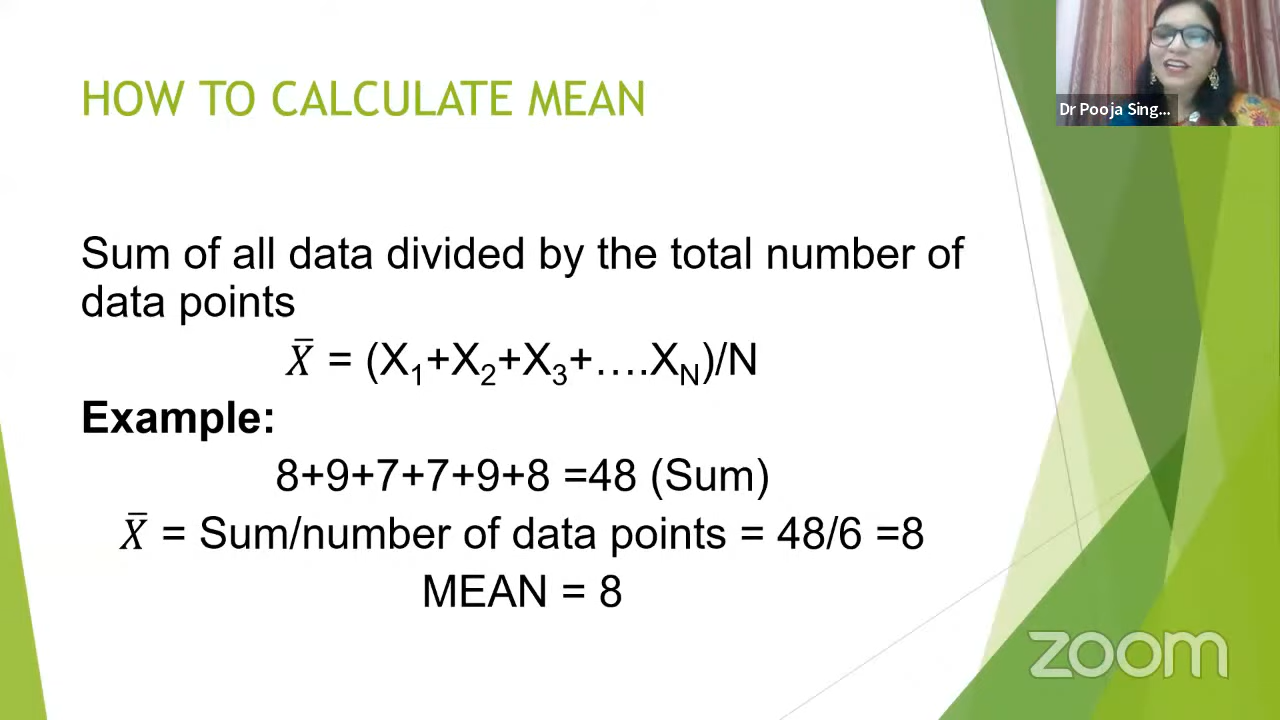 HOW TO CALCULATE MEAN
Dr Pooja Sing...
Sum of all data divided by the total number of
data points
X̄ = (X₁+X₂+X₃+….X_N)/N
Example:
8+9+7+7+9+8 =48 (Sum)
X̄ = Sum/number of data points = 48/6 =8
MEAN = 8
zoom